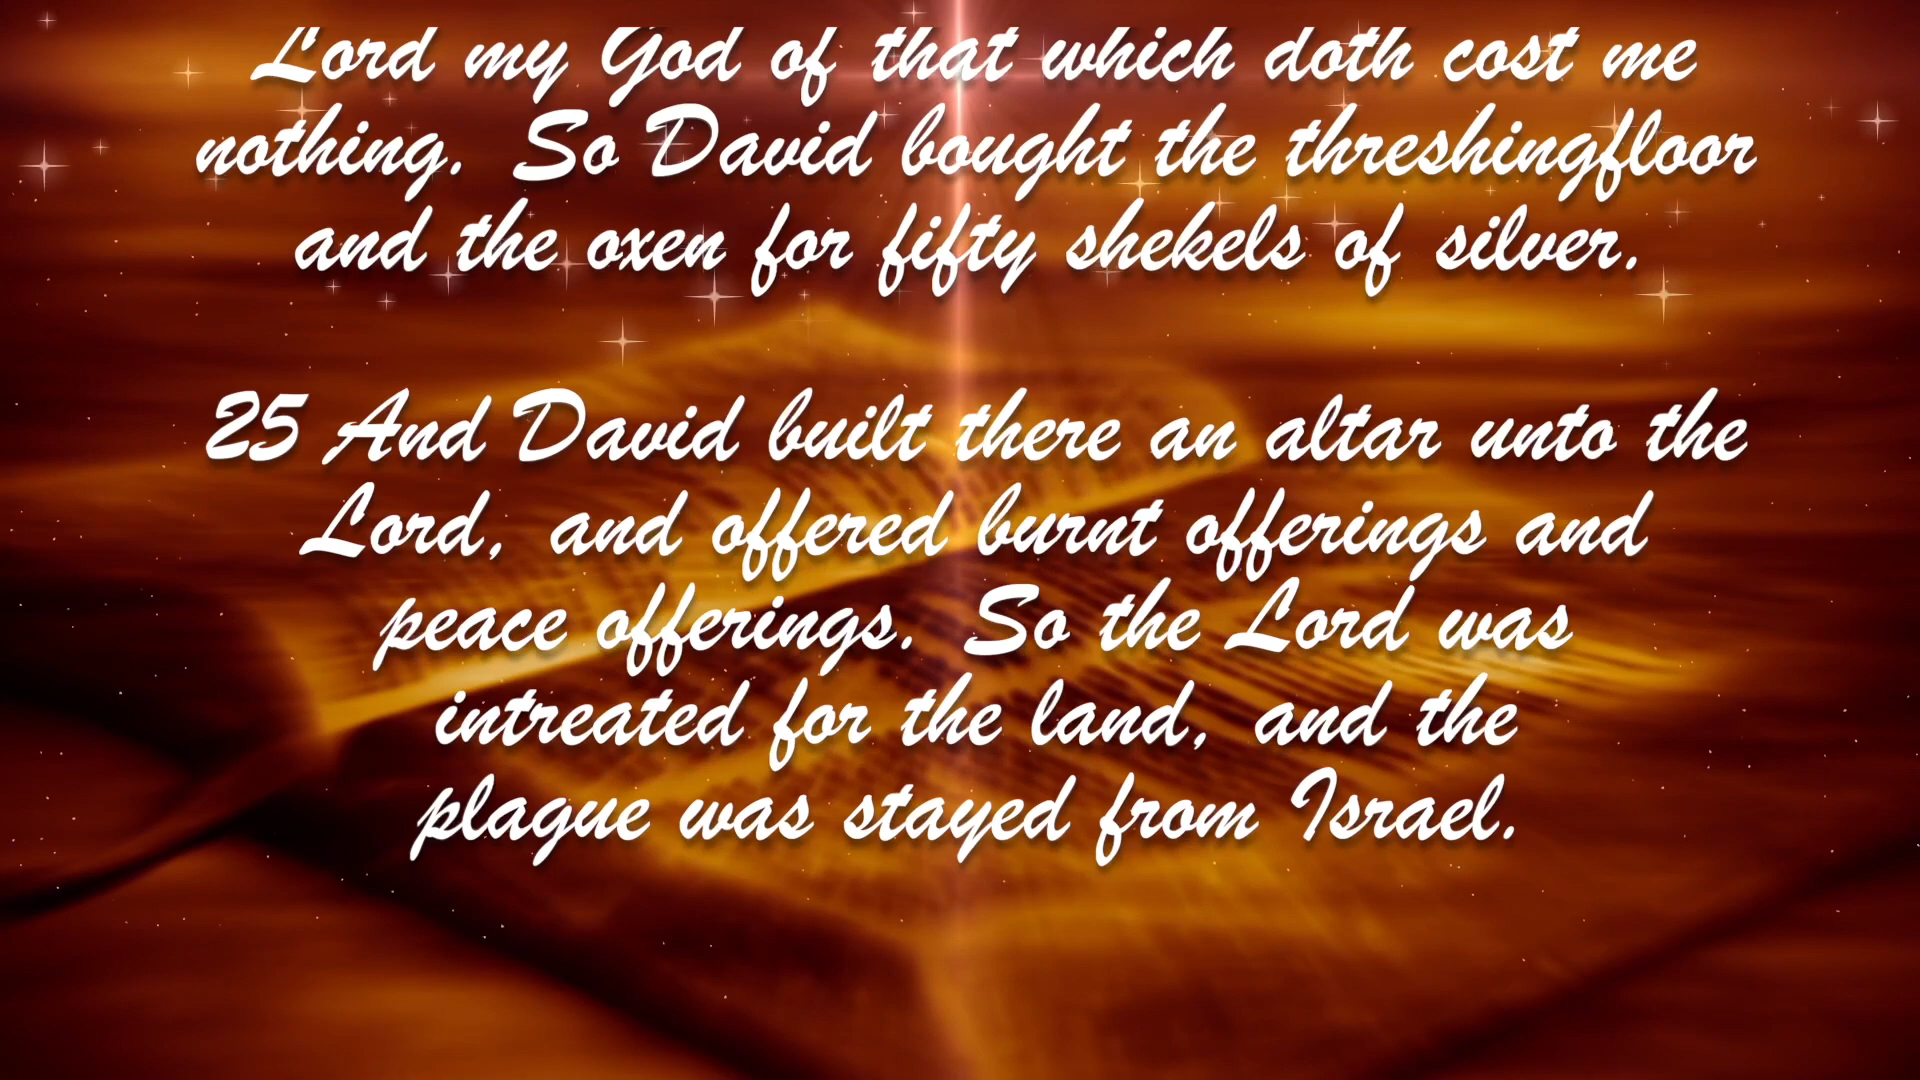 Lord my God of that which doth cost me
nothing. So David bought the threshingfloor
and the oxen for fifty shekels of silver.
25 And David built there an altar unto the
Lord, and offered burnt offerings and
peace offerings. So the Lord was
intreated for the land, and the
plague was stayed from Israel.